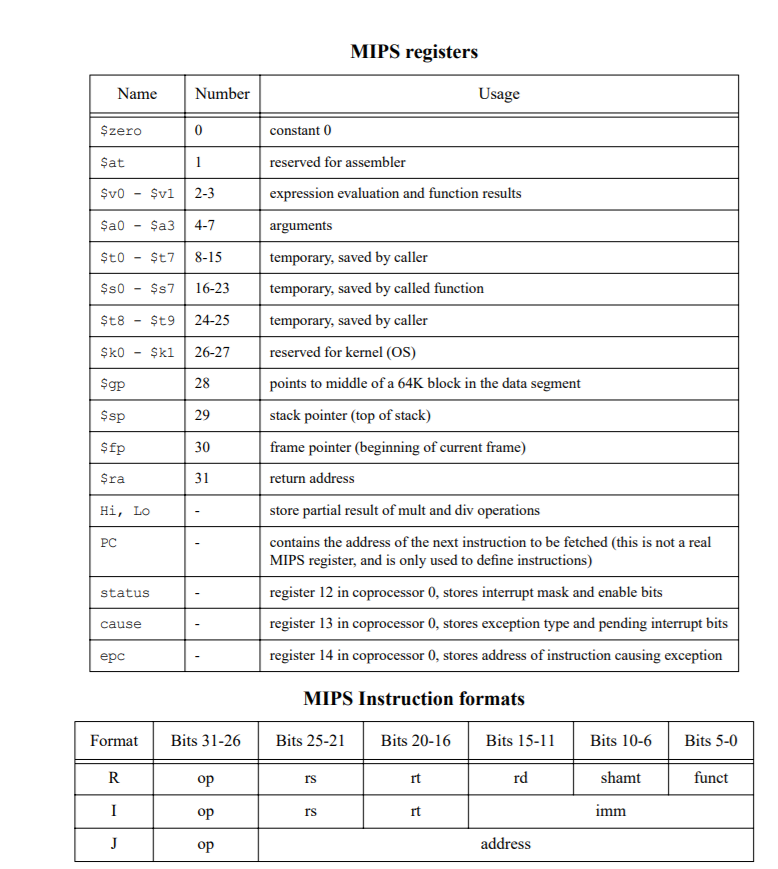 MIPS registers
Name Number Usage
$zero 0 constant 0
$at 1 reserved for assembler
$v0 - $v1 2-3 expression evaluation and function results
$a0 - $a3 4-7 arguments
$t0 - $t7 8-15 temporary, saved by caller
$s0 - $s7 16-23 temporary, saved by called function
$t8 - $t9 24-25 temporary, saved by caller
$k0 - $k1 26-27 reserved for kernel (OS)
$gp 28 points to middle of a 64K block in the data segment
$sp 29 stack pointer (top of stack)
$fp 30 frame pointer (beginning of current frame)
$ra 31 return address
Hi, Lo - store partial result of mult and div operations
PC - contains the address of the next instruction to be fetched (this is not a real
MIPS register, and is only used to define instructions)
status - register 12 in coprocessor 0, stores interrupt mask and enable bits
cause - register 13 in coprocessor 0, stores exception type and pending interrupt bits
epc - register 14 in coprocessor 0, stores address of instruction causing exception
MIPS Instruction formats
Format Bits 31-26 Bits 25-21 Bits 20-16 Bits 15-11 Bits 10-6 Bits 5-0
R op rs rt rd shamt funct
I op rs rt imm
J op address